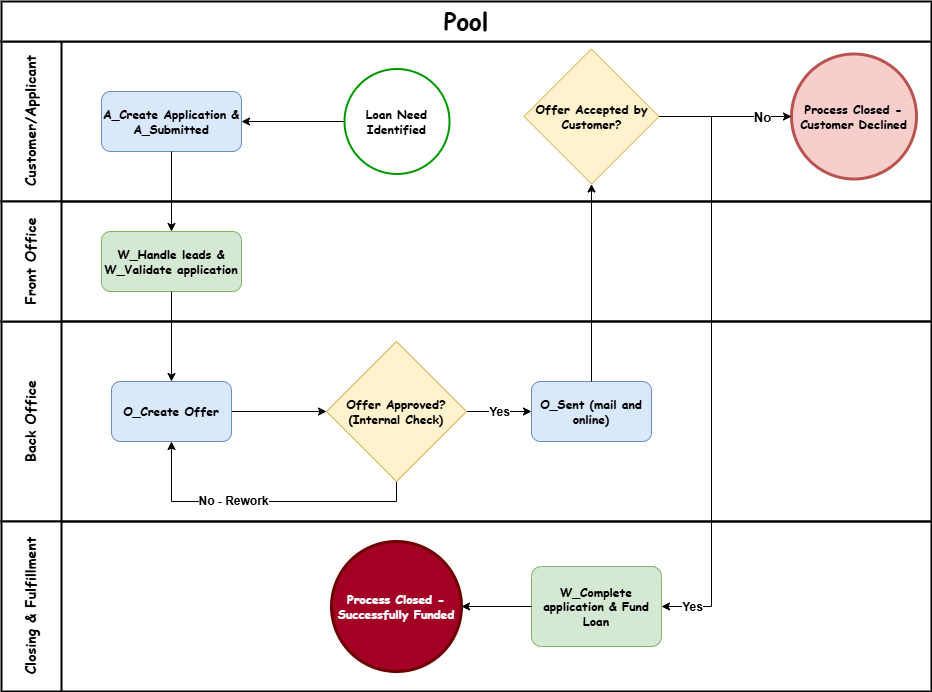 Pool
Customer/Applicant
A_Create Application &
A_Submitted
Loan Need
Identified
Offer Accepted by
Customer?
No
Process Closed -
Customer Declined
Front Office
W_Handle leads &
W_Validate application
Back Office
O_Create Offer
Offer Approved?
(Internal Check)
Yes
O_Sent (mail and
online)
No - Rework
Closing & Fulfillment
Process Closed -
Successfully Funded
W_Complete
application & Fund
Loan
Yes